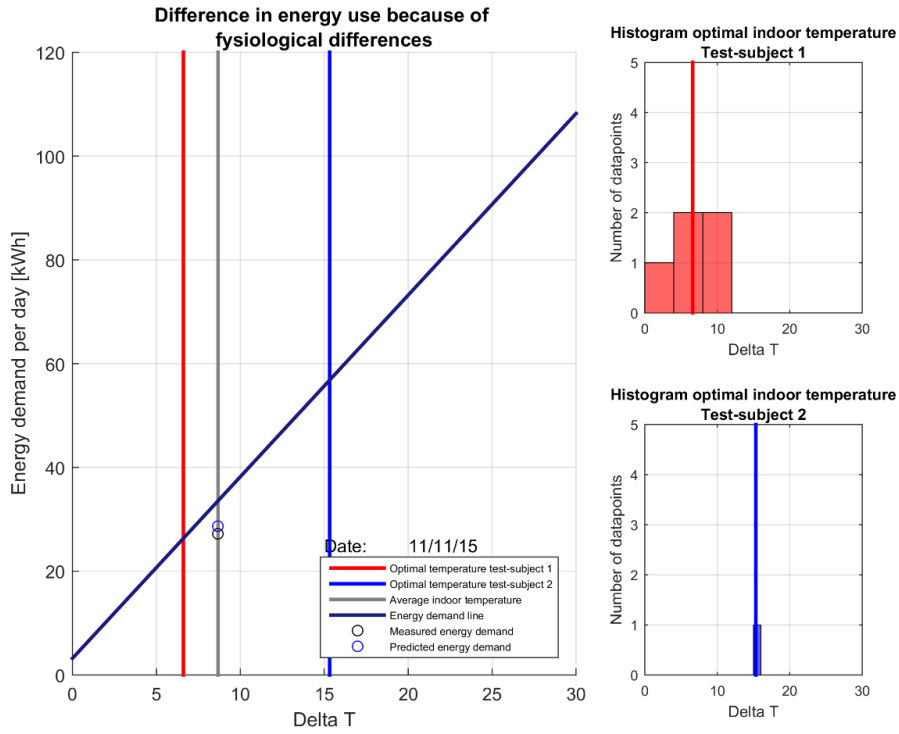 Difference in energy use because of
fysiological differences
120
100
80
60
40
20
0
Energy demand per day [kWh]
0 5 10 15 20 25 30
Delta T
Date: 11/11/15
Optimal temperature test-subject 1
Optimal temperature test-subject 2
Average indoor temperature
Energy demand line
Measured energy demand
Predicted energy demand
Histogram optimal indoor temperature
Test-subject 1
5
4
3
2
1
0
Number of datapoints
0 10 20 30
Delta T
Histogram optimal indoor temperature
Test-subject 2
5
4
3
2
1
0
Number of datapoints
0 10 20 30
Delta T